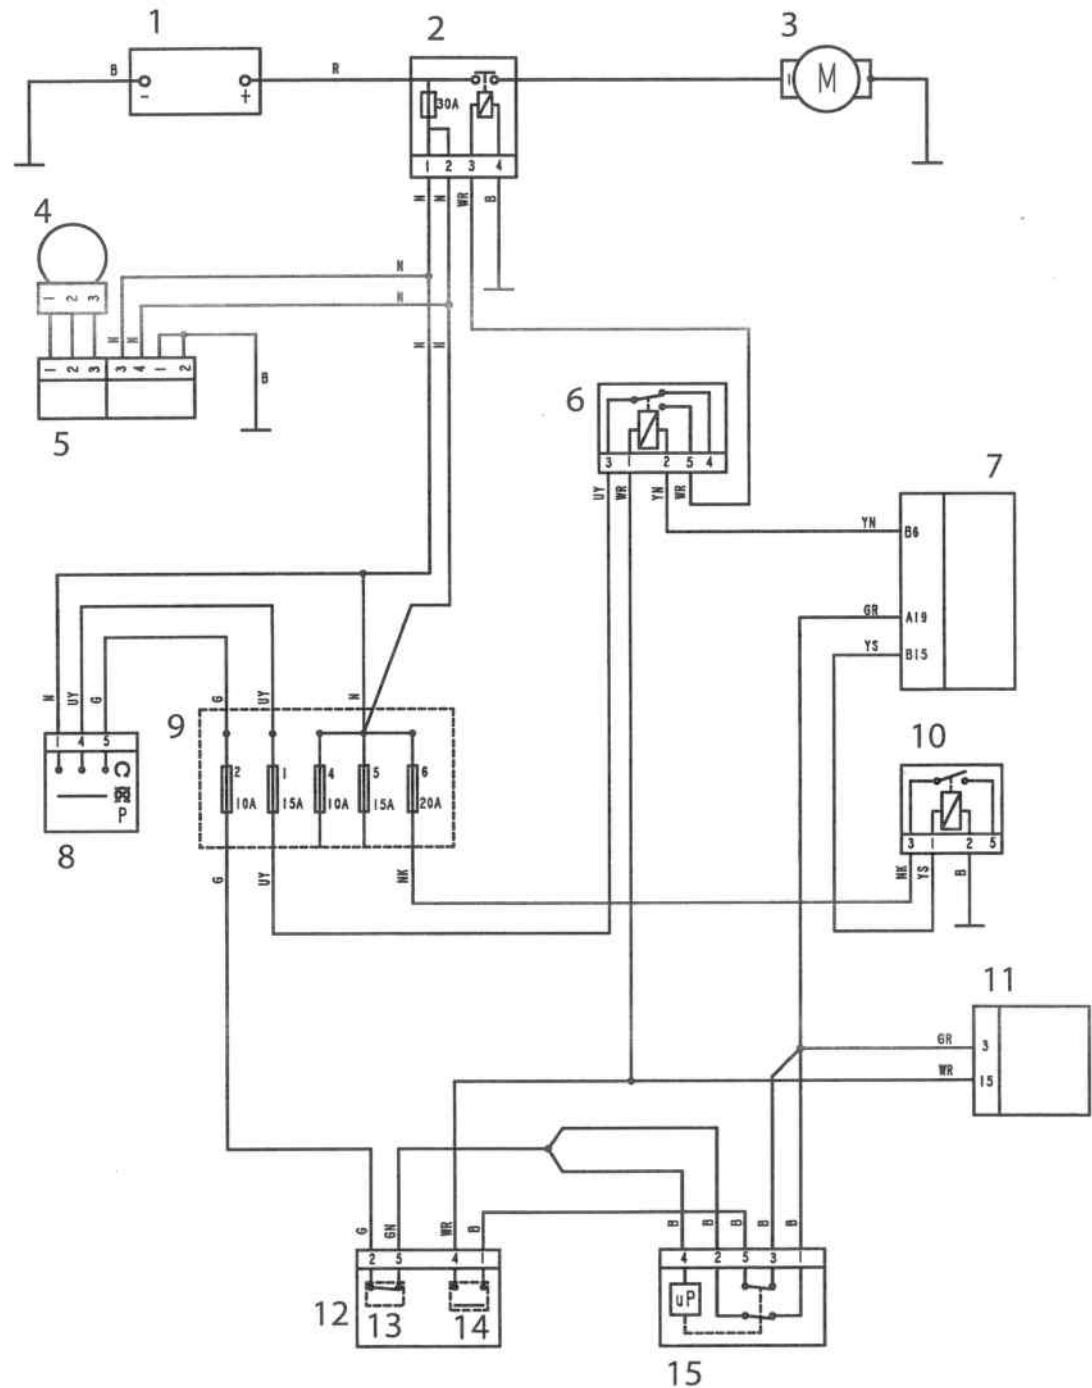 1
2
3
B
R
- +
30A
M
1 2 3 4
N N WR B
4
N
1 2 3
N
N N
N N
1 2 3 3 4 1 2
B
5
6
3 1 2 5 4
UY WR YN WR
7
YN B6
GR A19
YS B15
N UY G
G UY N
9
1 4 5
P
8
2 1 4 5 6
10A 15A 10A 15A 20A
G UY NK
10
3 1 2 5
NK YS B
11
GR 3
WR 15
G GN WR B
B B B B B
2 5 4 1
4 2 5 3 1
uP
12
13 14
15